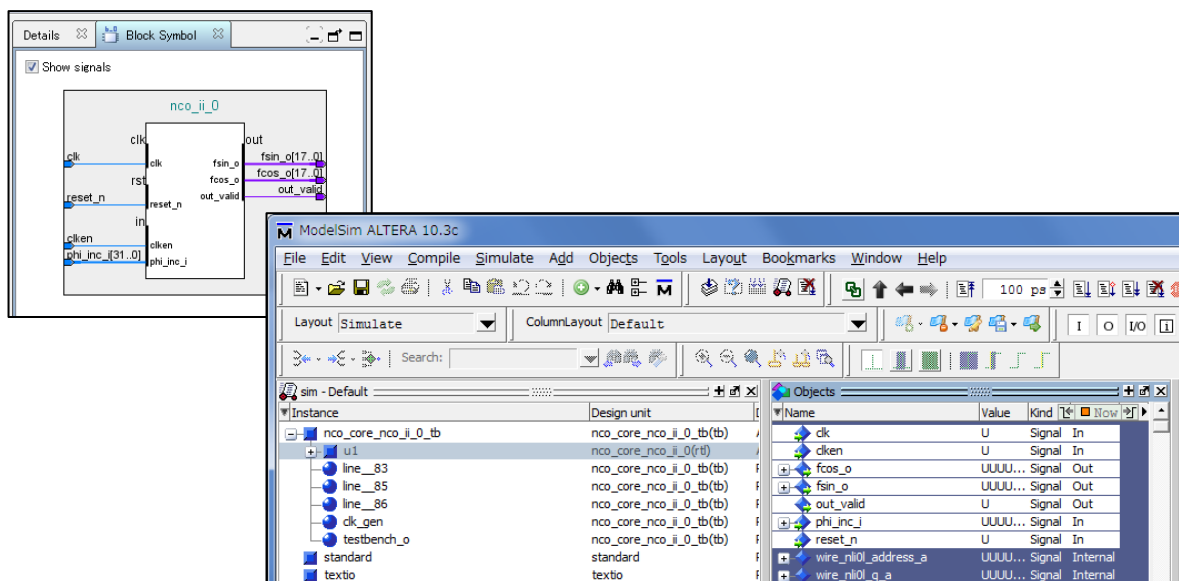 Details
Block Symbol
Show signals
nco_ii_0
clk
out
clk
clk
fsin_o
fsin_o[17..0]
rst
fcos_o
fcos_o[17..0]
reset_n
reset_n
out_valid
out_valid
in
clken
clken
phi_inc_i[31..0]
phi_inc_i
ModelSim ALTERA 10.3c
File Edit View Compile Simulate Add Objects Tools Layout Bookmarks Window Help
100 ps
Layout Simulate
ColumnLayout Default
I O I/O
Search:
sim - Default
Instance Design unit
nco_core_nco_ii_0_tb nco_core_nco_ii_0_tb(tb)
u1 nco_core_nco_ii_0(rtl)
line__83 nco_core_nco_ii_0_tb(tb)
line__85 nco_core_nco_ii_0_tb(tb)
line__86 nco_core_nco_ii_0_tb(tb)
clk_gen nco_core_nco_ii_0_tb(tb)
testbench_o nco_core_nco_ii_0_tb(tb)
standard standard
textio textio
Objects
Name Value Kind Now
clk U Signal In
clken U Signal In
fcos_o UUUU... Signal Out
fsin_o UUUU... Signal Out
out_valid U Signal Out
phi_inc_i UUUU... Signal In
reset_n U Signal In
wire_nli0l_address_a UUUU... Signal Internal
wire_nli0l_q_a UUUU... Signal Internal